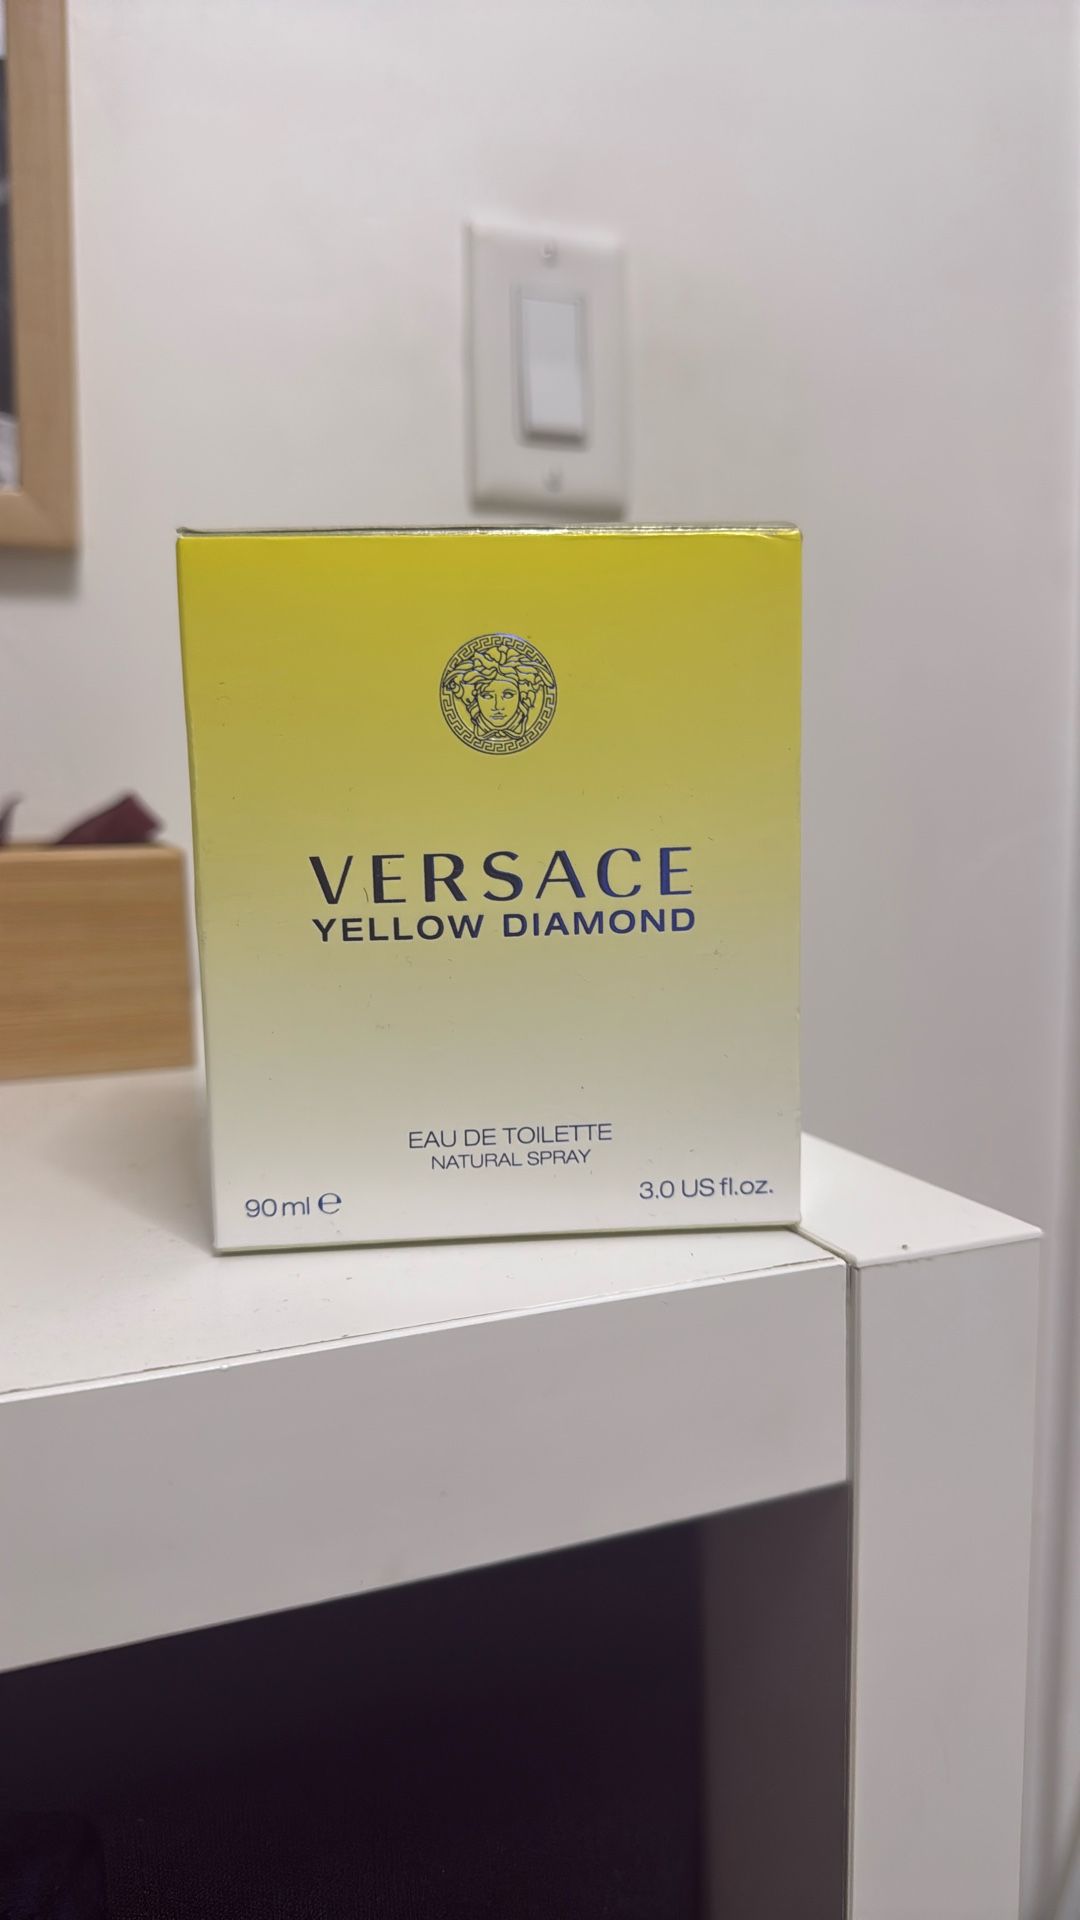 VERSACE
YELLOW DIAMOND
EAU DE TOILETTE
NATURAL SPRAY
90 ml ℮
3.0 US fl.oz.